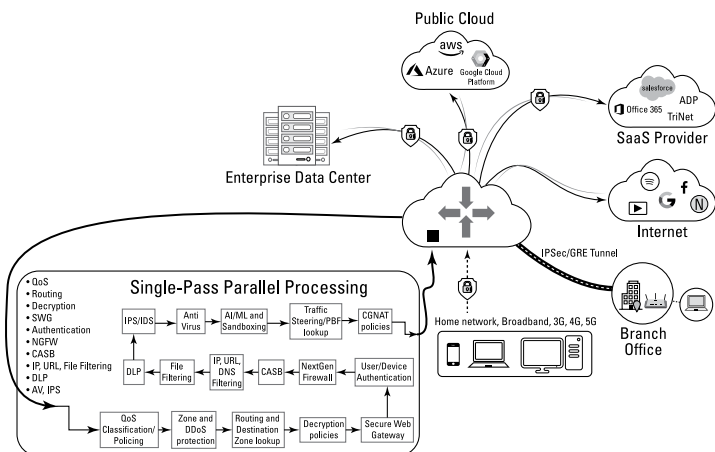 Public Cloud
aws
Azure
Google Cloud
Platform
salesforce
Office 365
ADP
TriNet
SaaS Provider
Enterprise Data Center
f
G
N
Internet
IPSec/GRE Tunnel
Branch
Office
Home network, Broadband, 3G, 4G, 5G
Single-Pass Parallel Processing
• QoS
• Routing
• Decryption
• SWG
• Authentication
• NGFW
• CASB
• IP, URL, File Filtering
• DLP
• AV, IPS
IPS/IDS
Anti
Virus
AI/ML and
Sandboxing
Traffic
Steering/PBF
lookup
CGNAT
policies
DLP
File
Filtering
IP, URL,
DNS
Filtering
CASB
NextGen
Firewall
User/Device
Authentication
QoS
Classification/
Policing
Zone and
DDoS
protection
Routing and
Destination
Zone lookup
Decryption
policies
Secure Web
Gateway